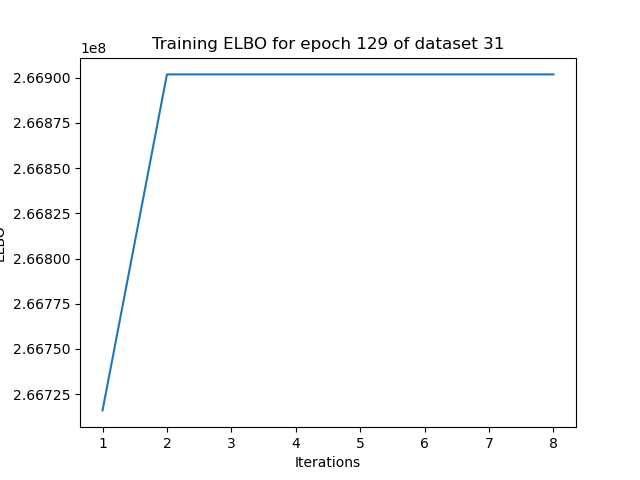 Training ELBO for epoch 129 of dataset 31
1e8
2.66900
2.66875
2.66850
2.66825
2.66800
2.66775
2.66750
2.66725
ELBO
1 2 3 4 5 6 7 8
Iterations